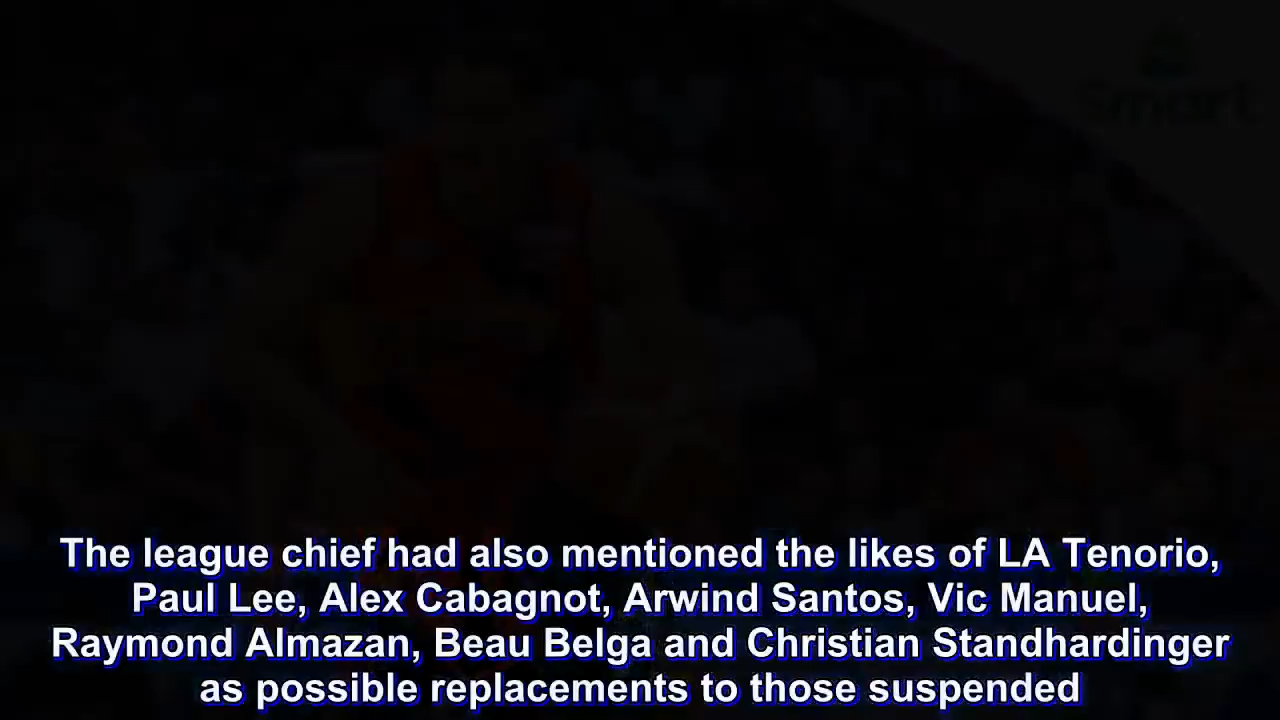 Smart
The league chief had also mentioned the likes of LA Tenorio,
Paul Lee, Alex Cabagnot, Arwind Santos, Vic Manuel,
Raymond Almazan, Beau Belga and Christian Standhardinger
as possible replacements to those suspended